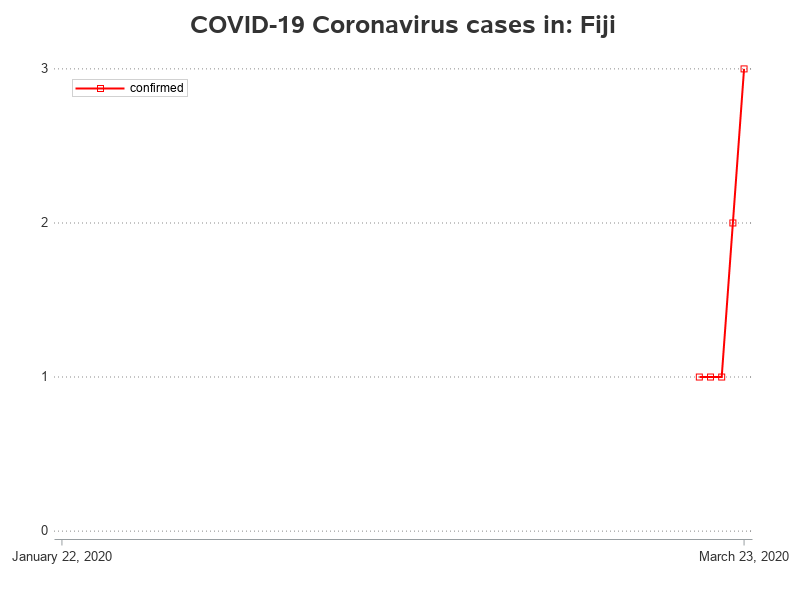 COVID-19 Coronavirus cases in: Fiji
3
confirmed
2
1
0
January 22, 2020
March 23, 2020